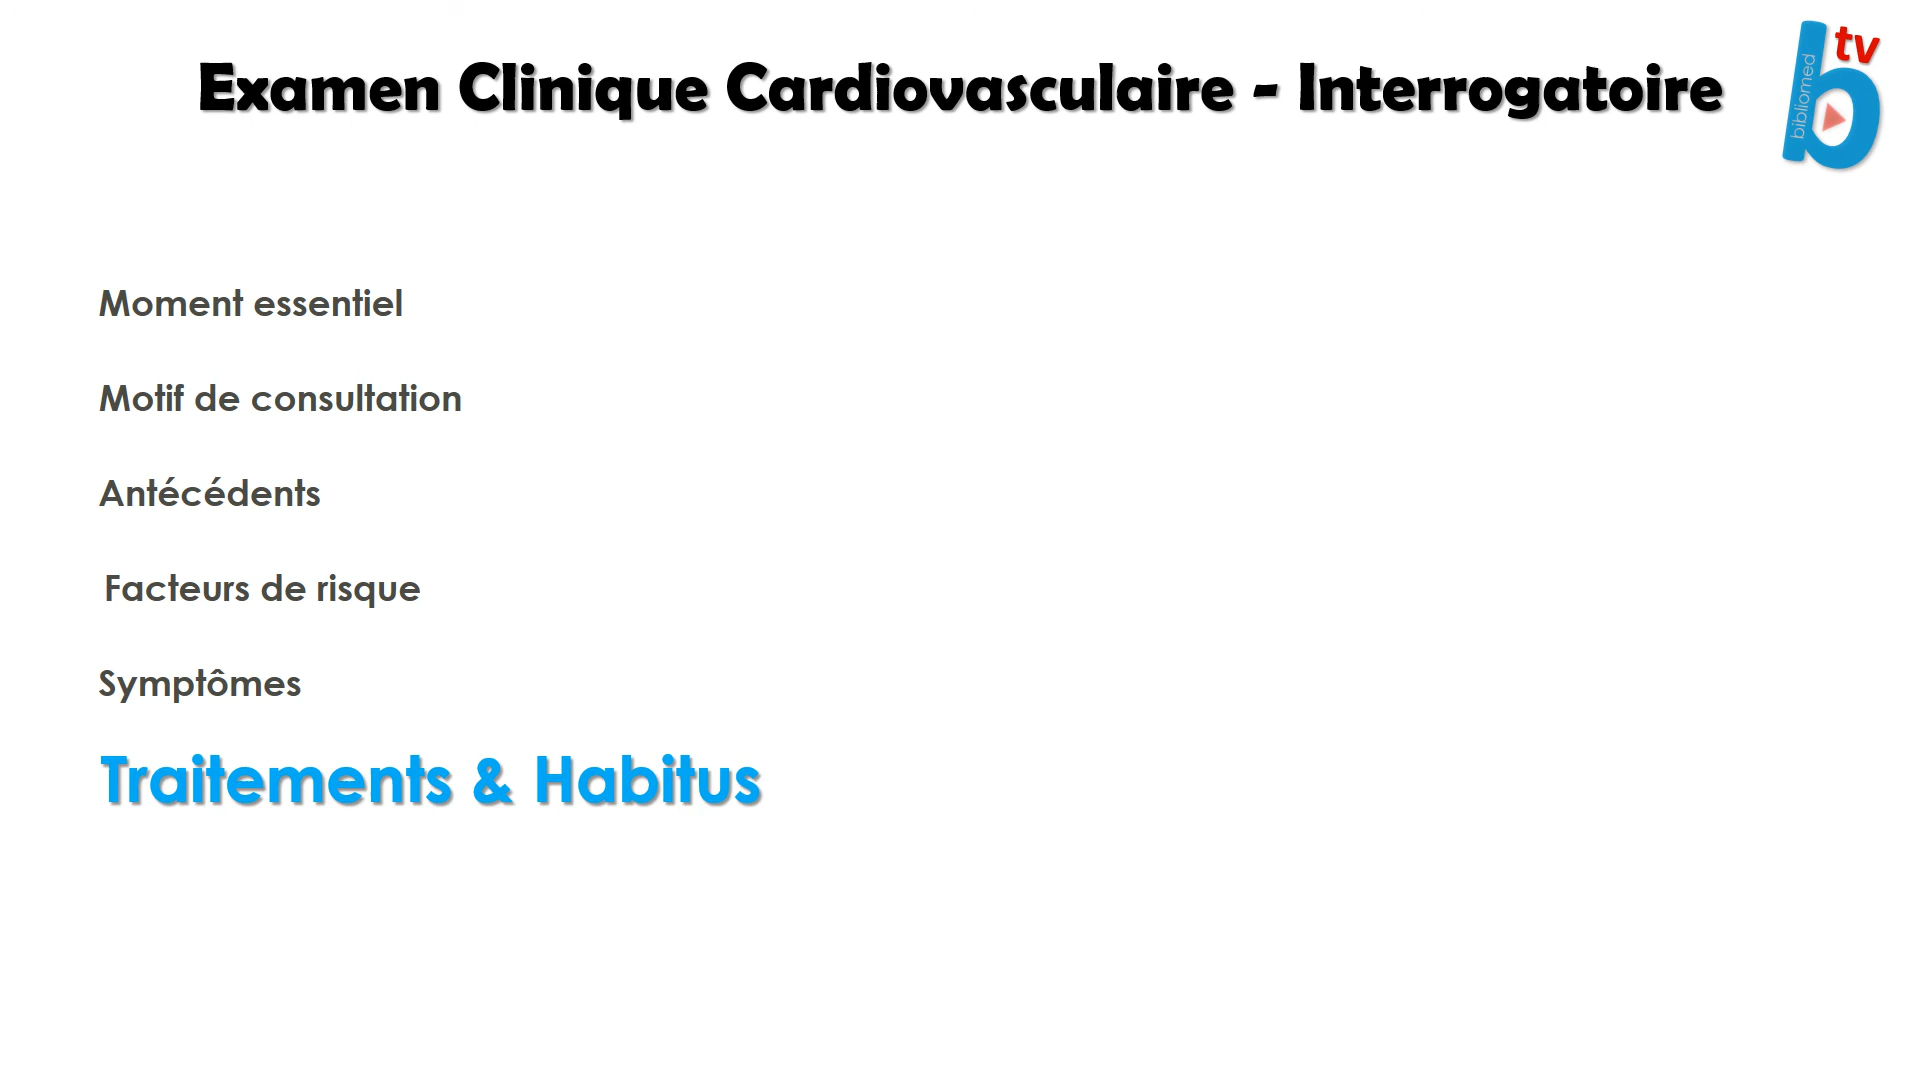 Examen Clinique Cardiovasculaire - Interrogatoire
tv
bibliomed
Moment essentiel
Motif de consultation
Antécédents
Facteurs de risque
Symptômes
Traitements & Habitus